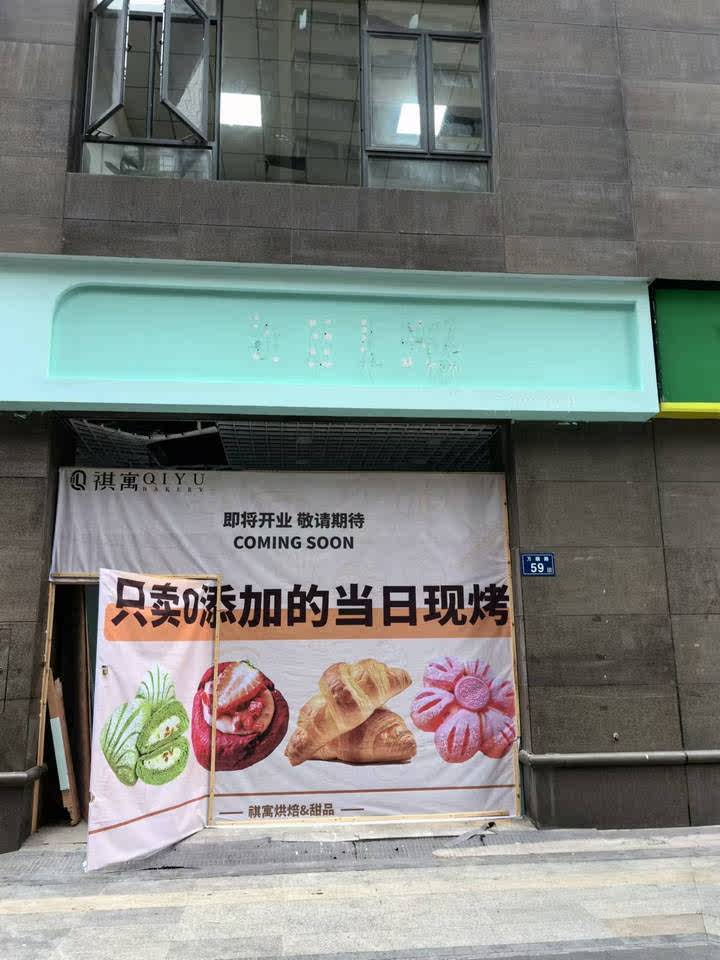 祺寓QIYU
BAKERY
即将开业 敬请期待
COMING SOON
只卖0添加的当日现烤
祺寓烘焙&甜品
59